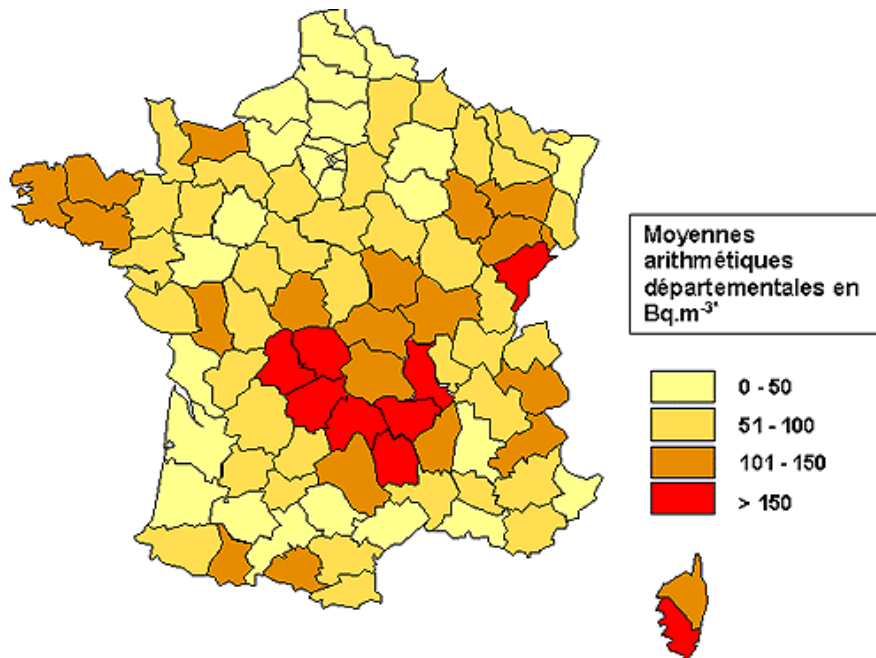 Moyennes
arithmétiques
départementales en
Bq.m-3*
0 - 50
51 - 100
101 - 150
> 150